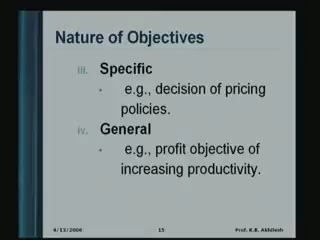 Nature of Objectives
iii. Specific
• e.g., decision of pricing
policies.
iv. General
• e.g., profit objective of
increasing productivity.
9/13/2006 15 Prof. K.B. Akhilesh